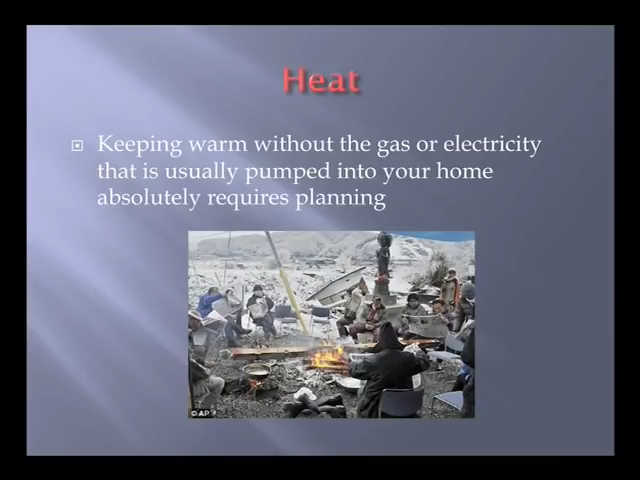 Heat
Keeping warm without the gas or electricity
that is usually pumped into your home
absolutely requires planning
© AP